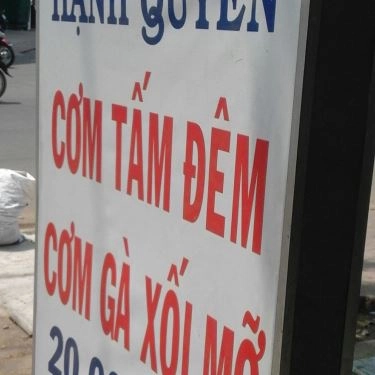 HẠNH QUYÊN
CƠM TẤM ĐÊM
CƠM GÀ XỐI MỠ